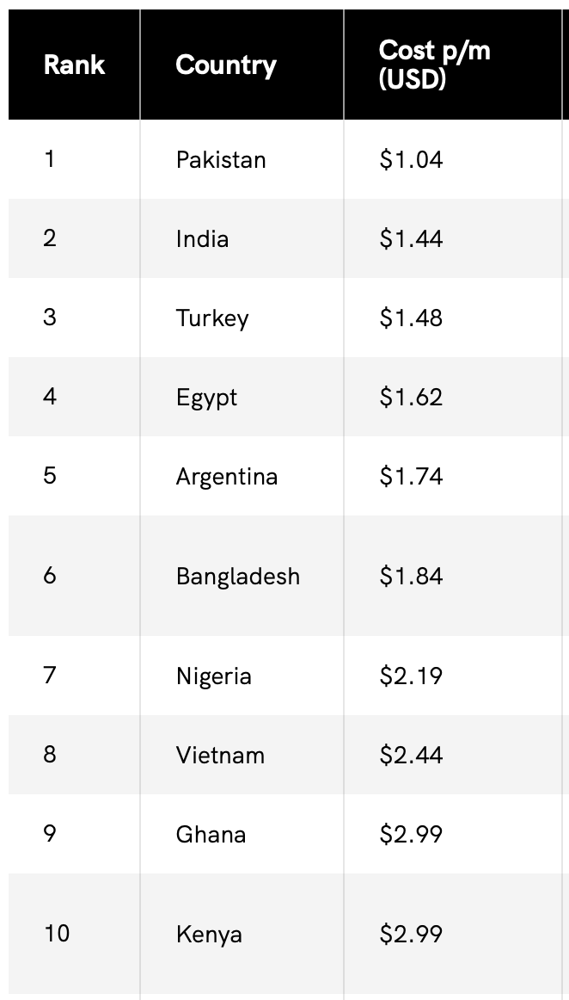 Rank Country Cost p/m
(USD)
1 Pakistan $1.04
2 India $1.44
3 Turkey $1.48
4 Egypt $1.62
5 Argentina $1.74
6 Bangladesh $1.84
7 Nigeria $2.19
8 Vietnam $2.44
9 Ghana $2.99
10 Kenya $2.99